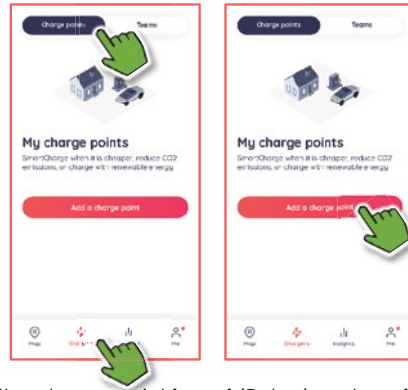 Charge points Teams
My charge points
SmartCharge when it is cheaper, reduce CO2
emissions, or charge with renewable energy
Add a charge point
Map
Me
Charge points Teams
My charge points
SmartCharge when it is cheaper, reduce CO2
emissions, or charge with renewable energy
Add a charge point
Map Chargers Insights Me